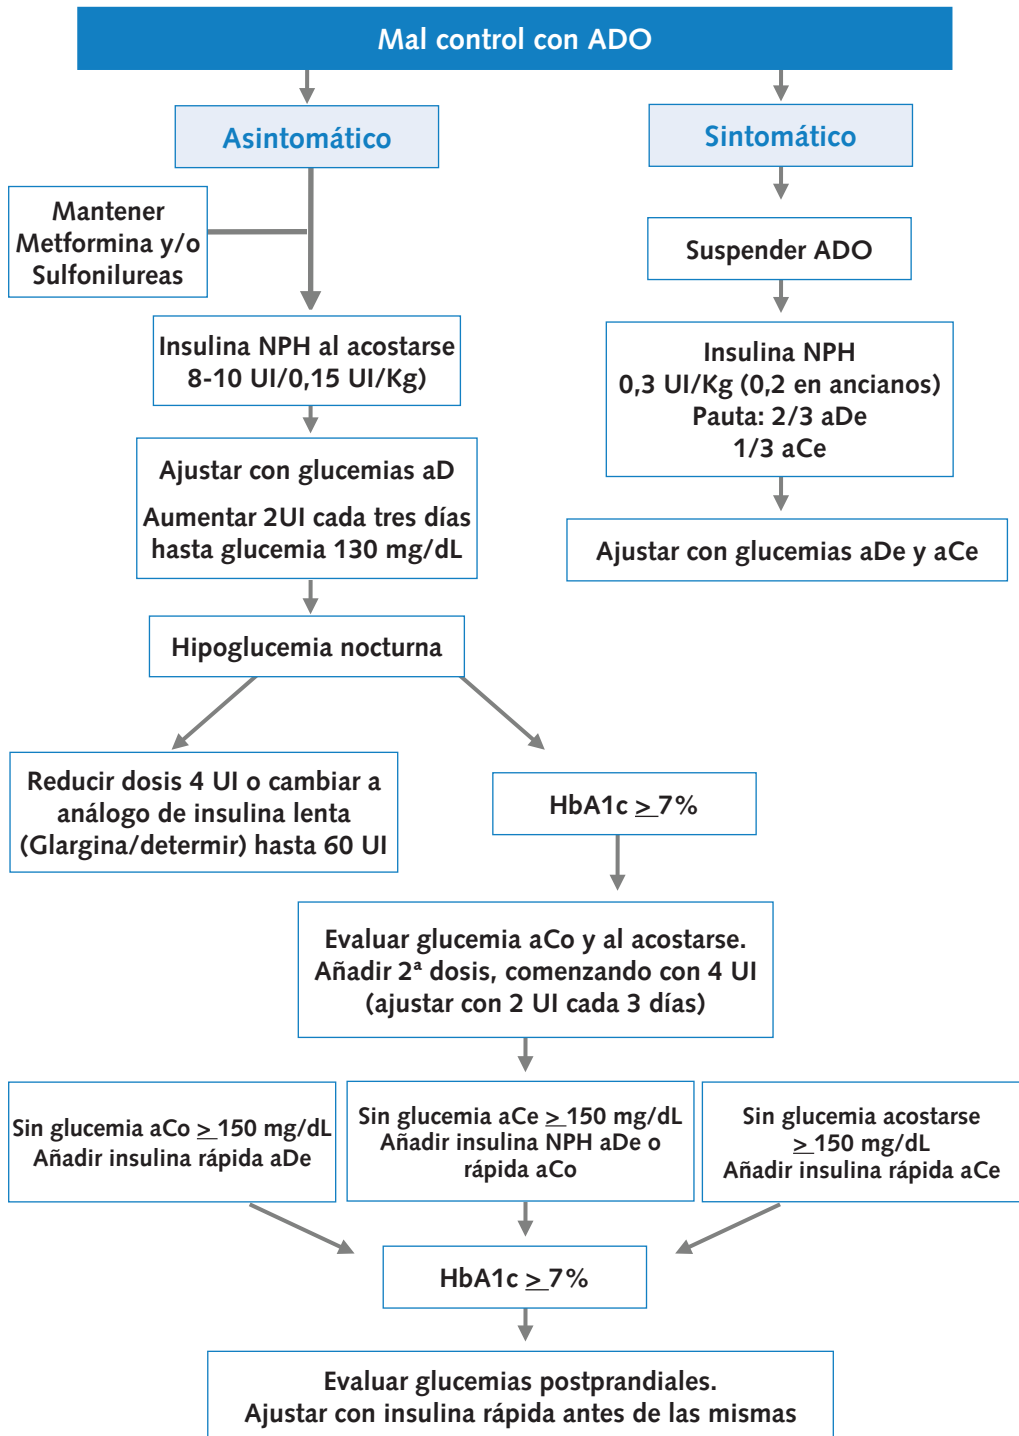 Mal control con ADO
Asintomático
Sintomático
Mantener
Metformina y/o
Sulfonilureas
Suspender ADO
Insulina NPH al acostarse
8-10 UI/0,15 UI/Kg)
Insulina NPH
0,3 UI/Kg (0,2 en ancianos)
Pauta: 2/3 aDe
1/3 aCe
Ajustar con glucemias aD
Aumentar 2UI cada tres días
hasta glucemia 130 mg/dL
Ajustar con glucemias aDe y aCe
Hipoglucemia nocturna
Reducir dosis 4 UI o cambiar a
análogo de insulina lenta
(Glargina/determir) hasta 60 UI
HbA1c ≥ 7%
Evaluar glucemia aCo y al acostarse.
Añadir 2ª dosis, comenzando con 4 UI
(ajustar con 2 UI cada 3 días)
Sin glucemia aCo ≥ 150 mg/dL
Añadir insulina rápida aDe
Sin glucemia aCe ≥ 150 mg/dL
Añadir insulina NPH aDe o
rápida aCo
Sin glucemia acostarse
≥ 150 mg/dL
Añadir insulina rápida aCe
HbA1c ≥ 7%
Evaluar glucemias postprandiales.
Ajustar con insulina rápida antes de las mismas